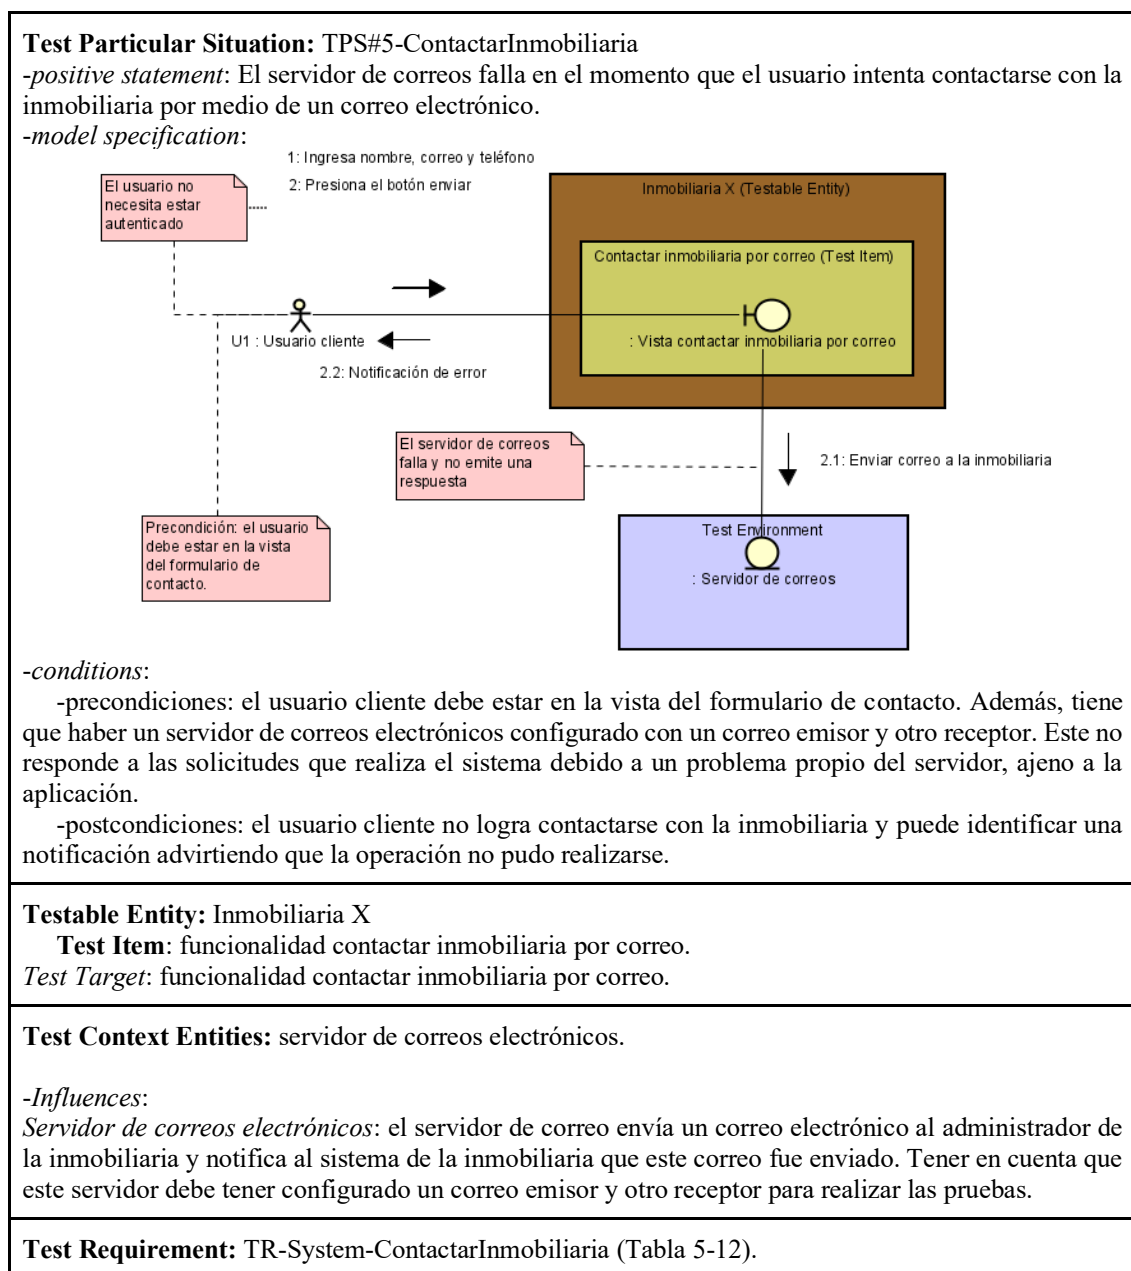 Test Particular Situation: TPS#5-ContactarInmobiliaria
-positive statement: El servidor de correos falla en el momento que el usuario intenta contactarse con la
inmobiliaria por medio de un correo electrónico.
-model specification:
1: Ingresa nombre, correo y teléfono
2: Presiona el botón enviar
.....
El usuario no
necesita estar
autenticado
Inmobiliaria X (Testable Entity)
Contactar inmobiliaria por correo (Test Item)
: Vista contactar inmobiliaria por correo
U1 : Usuario cliente
2.2: Notificación de error
El servidor de correos
falla y no emite una
respuesta
2.1: Enviar correo a la inmobiliaria
Precondición: el usuario
debe estar en la vista
del formulario de
contacto.
Test Environment
: Servidor de correos
-conditions:
-precondiciones: el usuario cliente debe estar en la vista del formulario de contacto. Además, tiene
que haber un servidor de correos electrónicos configurado con un correo emisor y otro receptor. Este no
responde a las solicitudes que realiza el sistema debido a un problema propio del servidor, ajeno a la
aplicación.
-postcondiciones: el usuario cliente no logra contactarse con la inmobiliaria y puede identificar una
notificación advirtiendo que la operación no pudo realizarse.
Testable Entity: Inmobiliaria X
Test Item: funcionalidad contactar inmobiliaria por correo.
Test Target: funcionalidad contactar inmobiliaria por correo.
Test Context Entities: servidor de correos electrónicos.
-Influences:
Servidor de correos electrónicos: el servidor de correo envía un correo electrónico al administrador de
la inmobiliaria y notifica al sistema de la inmobiliaria que este correo fue enviado. Tener en cuenta que
este servidor debe tener configurado un correo emisor y otro receptor para realizar las pruebas.
Test Requirement: TR-System-ContactarInmobiliaria (Tabla 5-12).